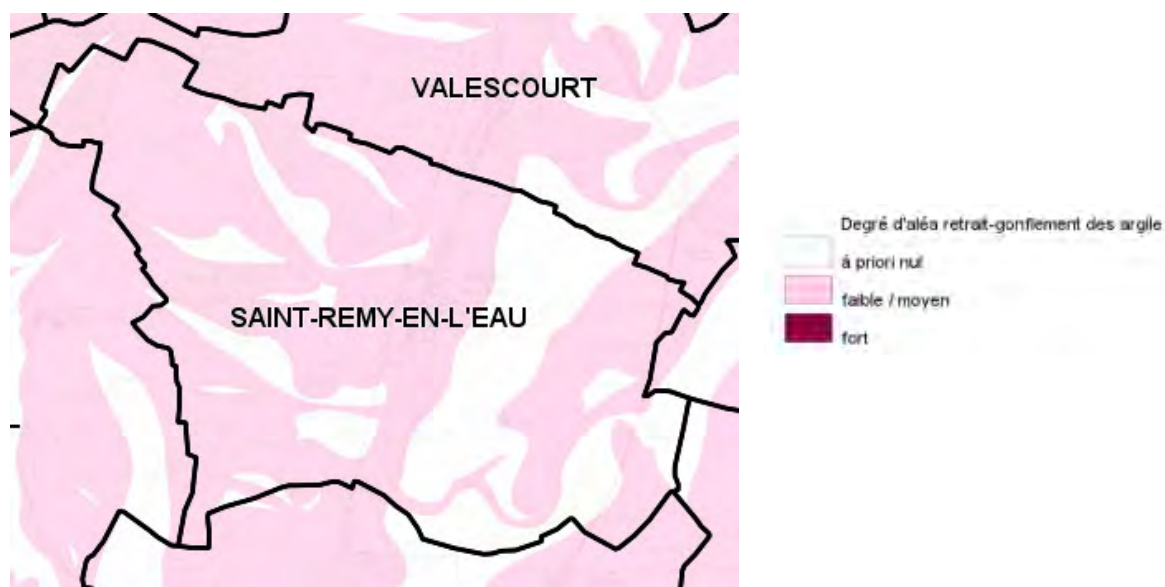 VALESCOURT
SAINT-REMY-EN-L'EAU
Degré d'aléa retrait-gonflement des argile
à priori nul
faible / moyen
fort